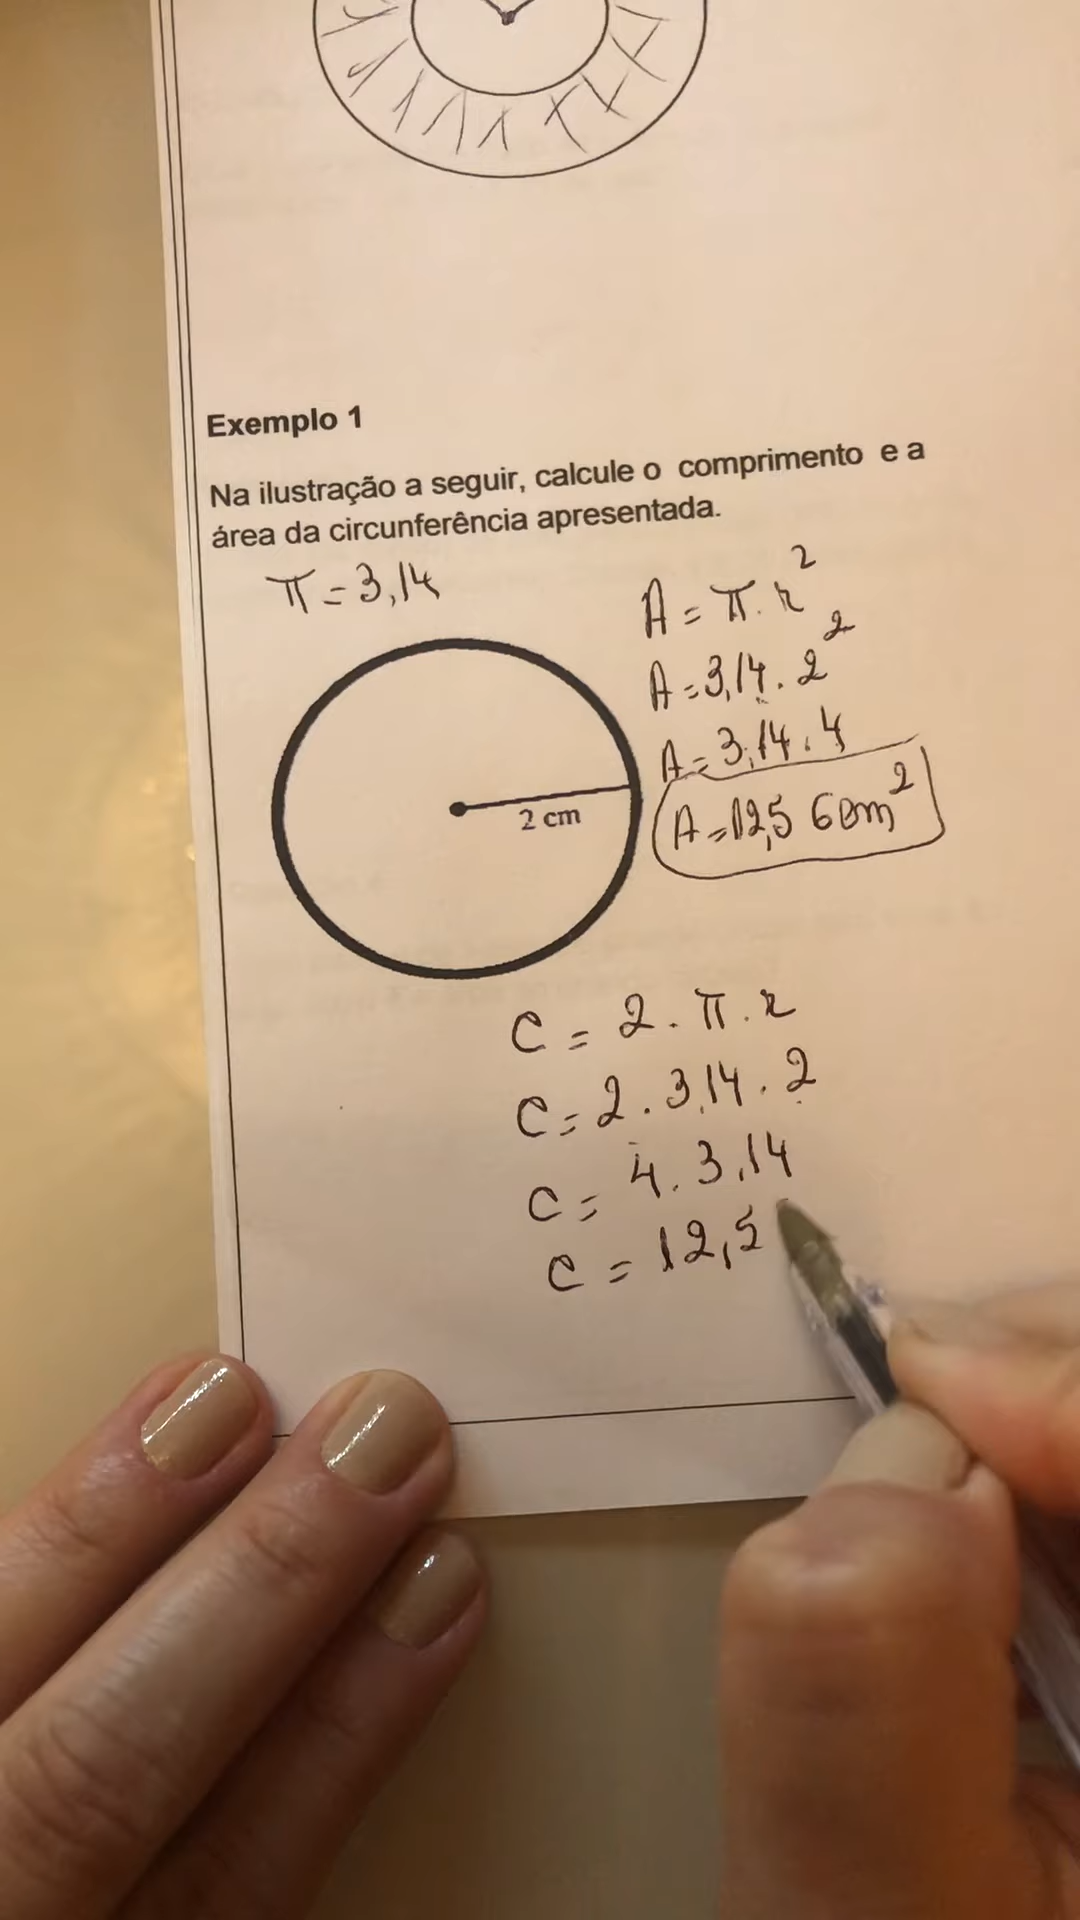 Exemplo 1
Na ilustração a seguir, calcule o comprimento e a
área da circunferência apresentada.
π = 3,14
A = π . r²
A = 3,14 . 2²
A = 3,14 . 4
A = 12,56 cm²
2 cm
C = 2 . π . r
C = 2 . 3,14 . 2
C = 4 . 3,14
C = 12,5